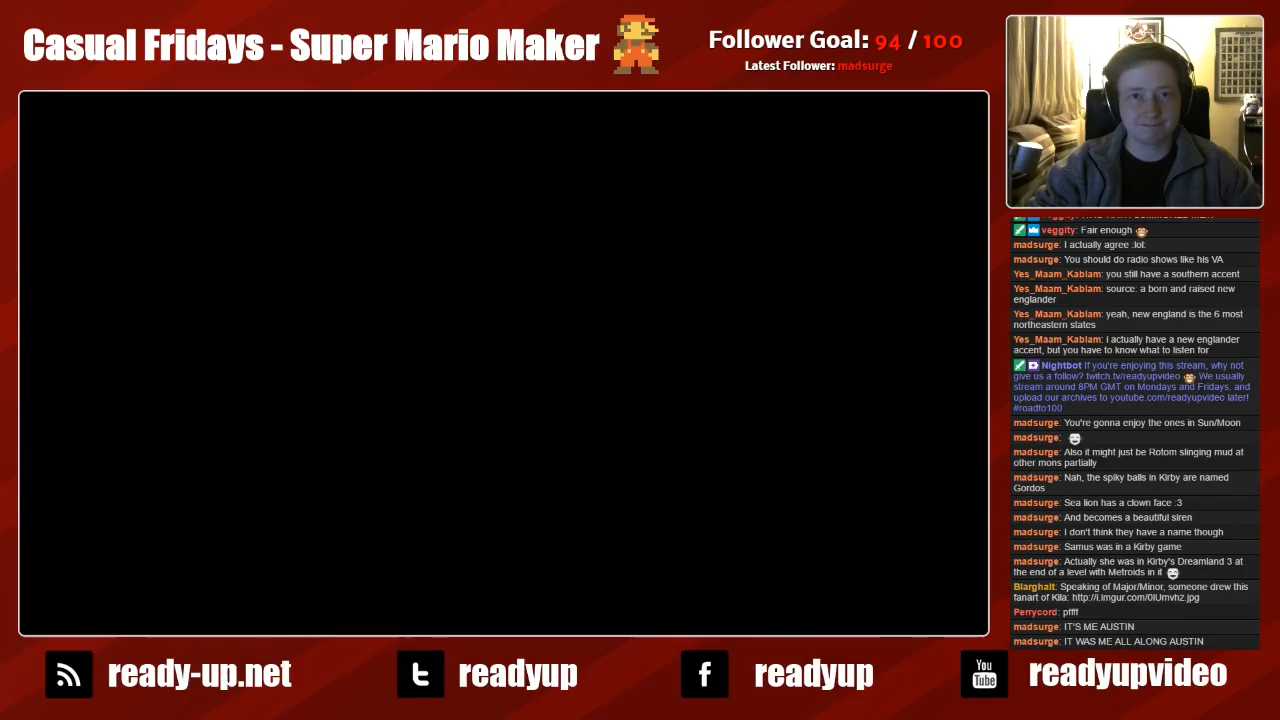 Casual Fridays - Super Mario Maker
Follower Goal: 94 / 100
Latest Follower: madsurge
veggity: Fair enough
madsurge: I actually agree :lol:
madsurge: You should do radio shows like his VA
Yes_Maam_Kablam: you still have a southern accent
Yes_Maam_Kablam: source: a born and raised new
englander
Yes_Maam_Kablam: yeah, new england is the 6 most
northeastern states
Yes_Maam_Kablam: I actually have a new englander
accent, but you have to know what to listen for
Nightbot If you're enjoying this stream, why not
give us a follow? twitch.tv/readyupvideo We usually
stream around 8PM GMT on Mondays and Fridays, and
upload our archives to youtube.com/readyupvideo later!
#roadto100
madsurge: You're gonna enjoy the ones in Sun/Moon
madsurge:
madsurge: Also it might just be Rotom slinging mud at
other mons partially
madsurge: Nah, the spiky balls in Kirby are named
Gordos
madsurge: Sea lion has a clown face :3
madsurge: And becomes a beautiful siren
madsurge: I don't think they have a name though
madsurge: Samus was in a Kirby game
madsurge: Actually she was in Kirby's Dreamland 3 at
the end of a level with Metroids in it
Blarghalt: Speaking of Major/Minor, someone drew this
fanart of Kila: http://i.imgur.com/0lUmvhz.jpg
Perrycord: pffff
madsurge: IT'S ME AUSTIN
madsurge: IT WAS ME ALL ALONG AUSTIN
ready-up.net
readyup
readyup
You
Tube
readyupvideo